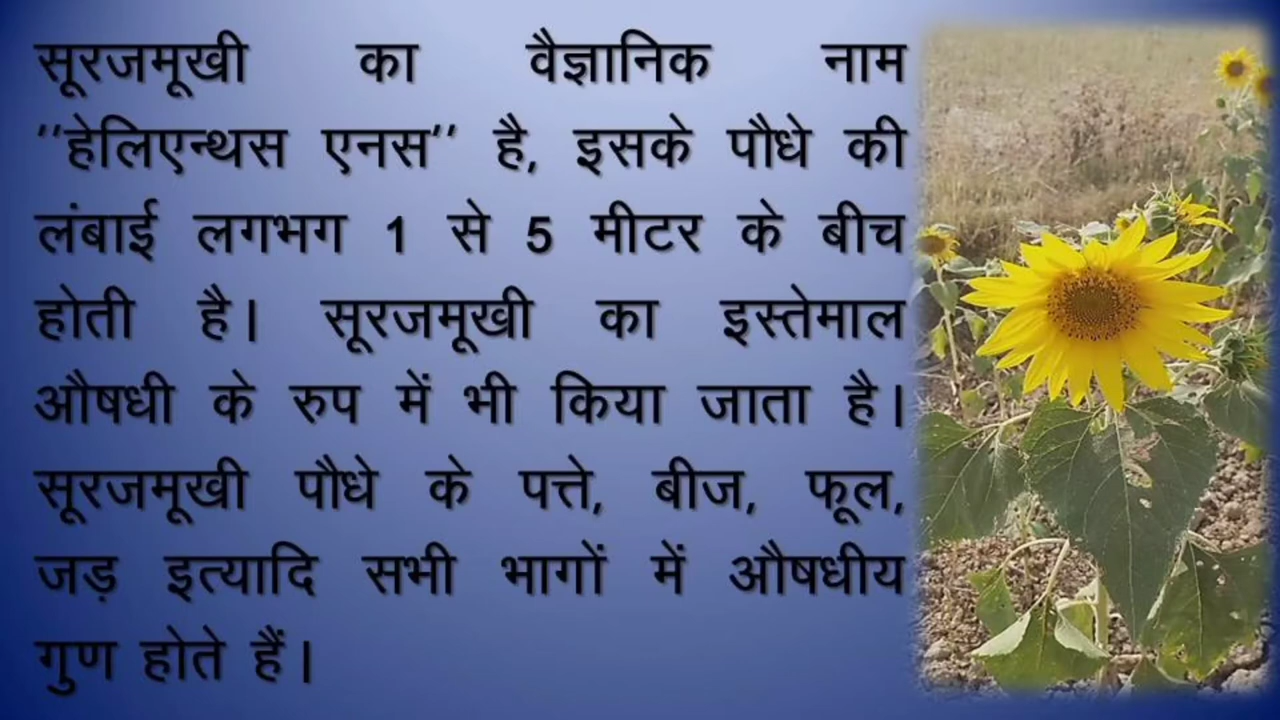 सूरजमूखी का वैज्ञानिक नाम
''हेलिएन्थस एनस'' है, इसके पौधे की
लंबाई लगभग 1 से 5 मीटर के बीच
होती है। सूरजमूखी का इस्तेमाल
औषधी के रुप में भी किया जाता है।
सूरजमूखी पौधे के पत्ते, बीज, फूल,
जड़ इत्यादि सभी भागों में औषधीय
गुण होते हैं।